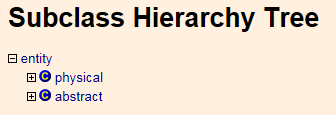 Subclass Hierarchy Tree
entity
C physical
C abstract